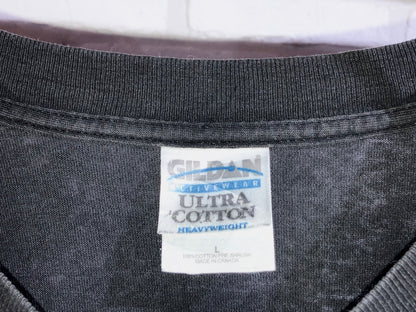 GILDAN
ACTIVEWEAR
ULTRA
COTTON
HEAVYWEIGHT
L
100% COTTON PRE-SHRUNK
MADE IN CANADA